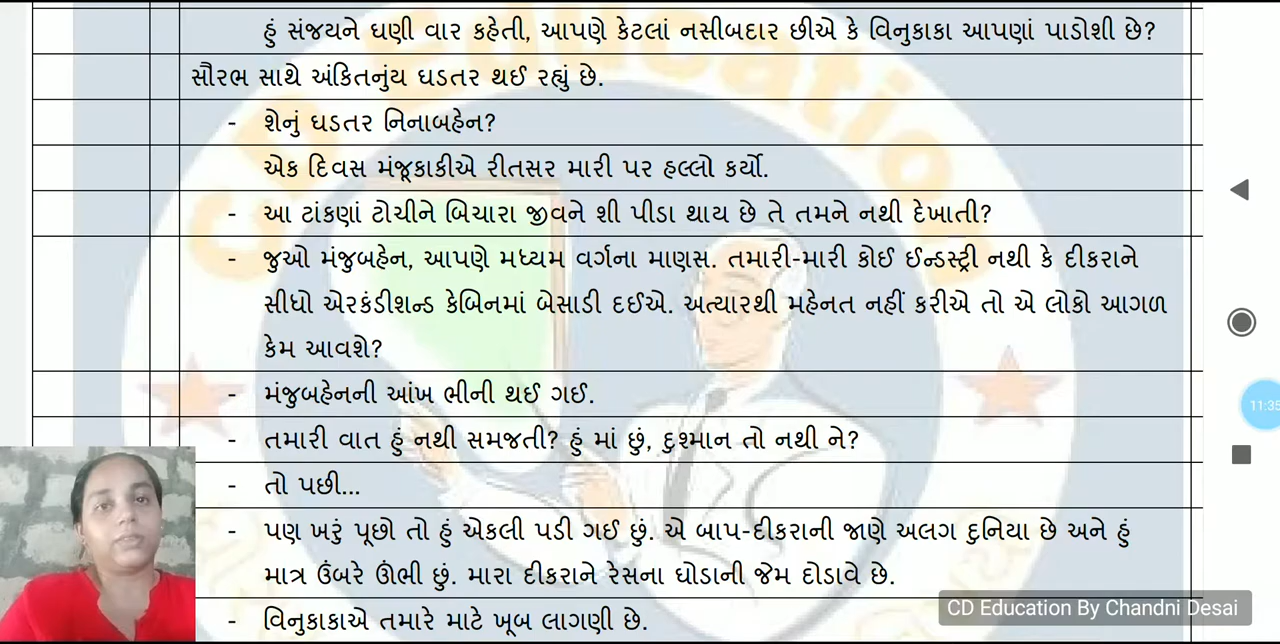 હું સંજયને ઘણી વાર કહેતી, આપણે કેટલાં નસીબદાર છીએ કે વિનુકાકા આપણાં પાડોશી છે?
સૌરભ સાથે અંકિતનુંય ઘડતર થઈ રહ્યું છે.
- શેનું ઘડતર નિનાબહેન?
એક દિવસ મંજૂકાકીએ રીતસર મારી પર હલ્લો કર્યો.
- આ ટાંકણાં ટોચીને બિચારા જીવને શી પીડા થાય છે તે તમને નથી દેખાતી?
- જુઓ મંજુબહેન, આપણે મધ્યમ વર્ગના માણસ. તમારી-મારી કોઈ ઈન્ડસ્ટ્રી નથી કે દીકરાને
સીધો એરકંડીશન્ડ કેબિનમાં બેસાડી દઈએ. અત્યારથી મહેનત નહીં કરીએ તો એ લોકો આગળ
કેમ આવશે?
- મંજુબહેનની આંખ ભીની થઈ ગઈ.
- તમારી વાત હું નથી સમજતી? હું માં છું, દુશ્માન તો નથી ને?
- તો પછી...
- પણ ખરું પૂછો તો હું એકલી પડી ગઈ છું. એ બાપ-દીકરાની જાણે અલગ દુનિયા છે અને હું
માત્ર ઉંબરે ઊભી છું. મારા દીકરાને રેસના ઘોડાની જેમ દોડાવે છે.
- વિનુકાકાએ તમારે માટે ખૂબ લાગણી છે.
CD Education By Chandni Desai
CD Education
11:35